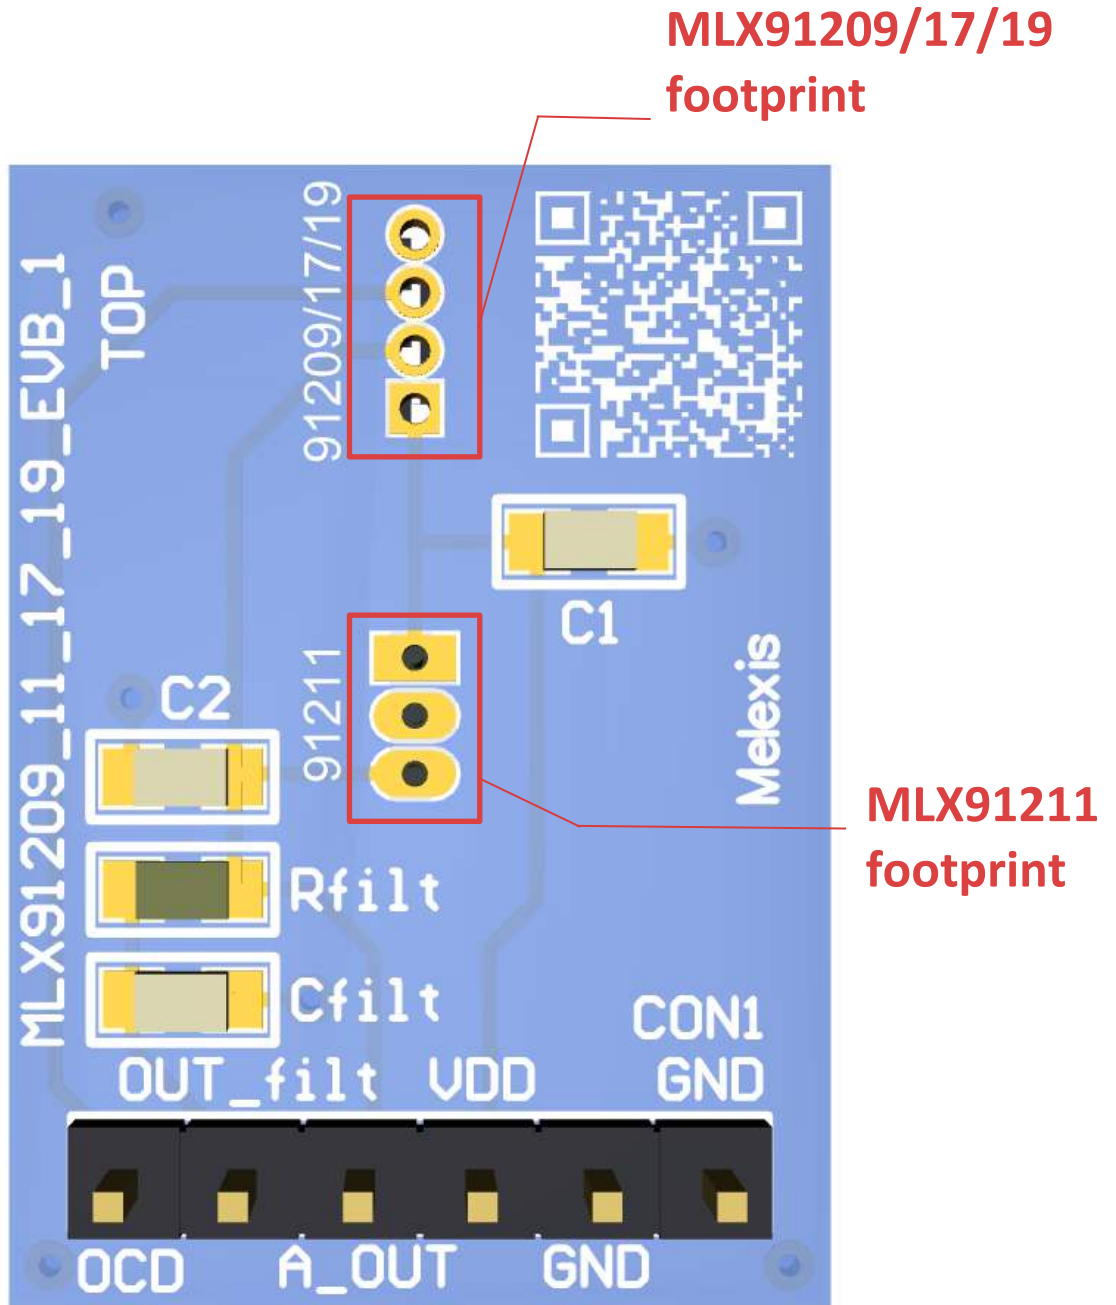 MLX91209/17/19
footprint
91209/17/19
TOP
MLX91209_11_17_19_EVB_1
C1
91211
C2
Melexis
MLX91211
footprint
Rfilt
Cfilt
CON1
OUT_filt VDD GND
OCD A_OUT GND